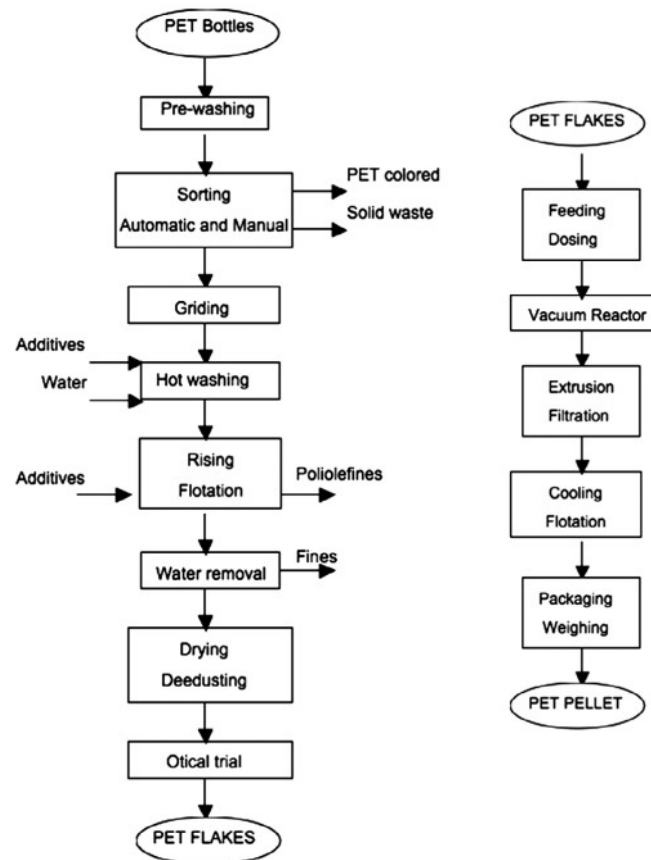 PET Bottles
Pre-washing
Sorting
Automatic and Manual
PET colored
Solid waste
Griding
Additives
Water
Hot washing
Additives
Rising
Flotation
Poliolefines
Water removal
Fines
Drying
Deedusting
Otical trial
PET FLAKES
PET FLAKES
Feeding
Dosing
Vacuum Reactor
Extrusion
Filtration
Cooling
Flotation
Packaging
Weighing
PET PELLET